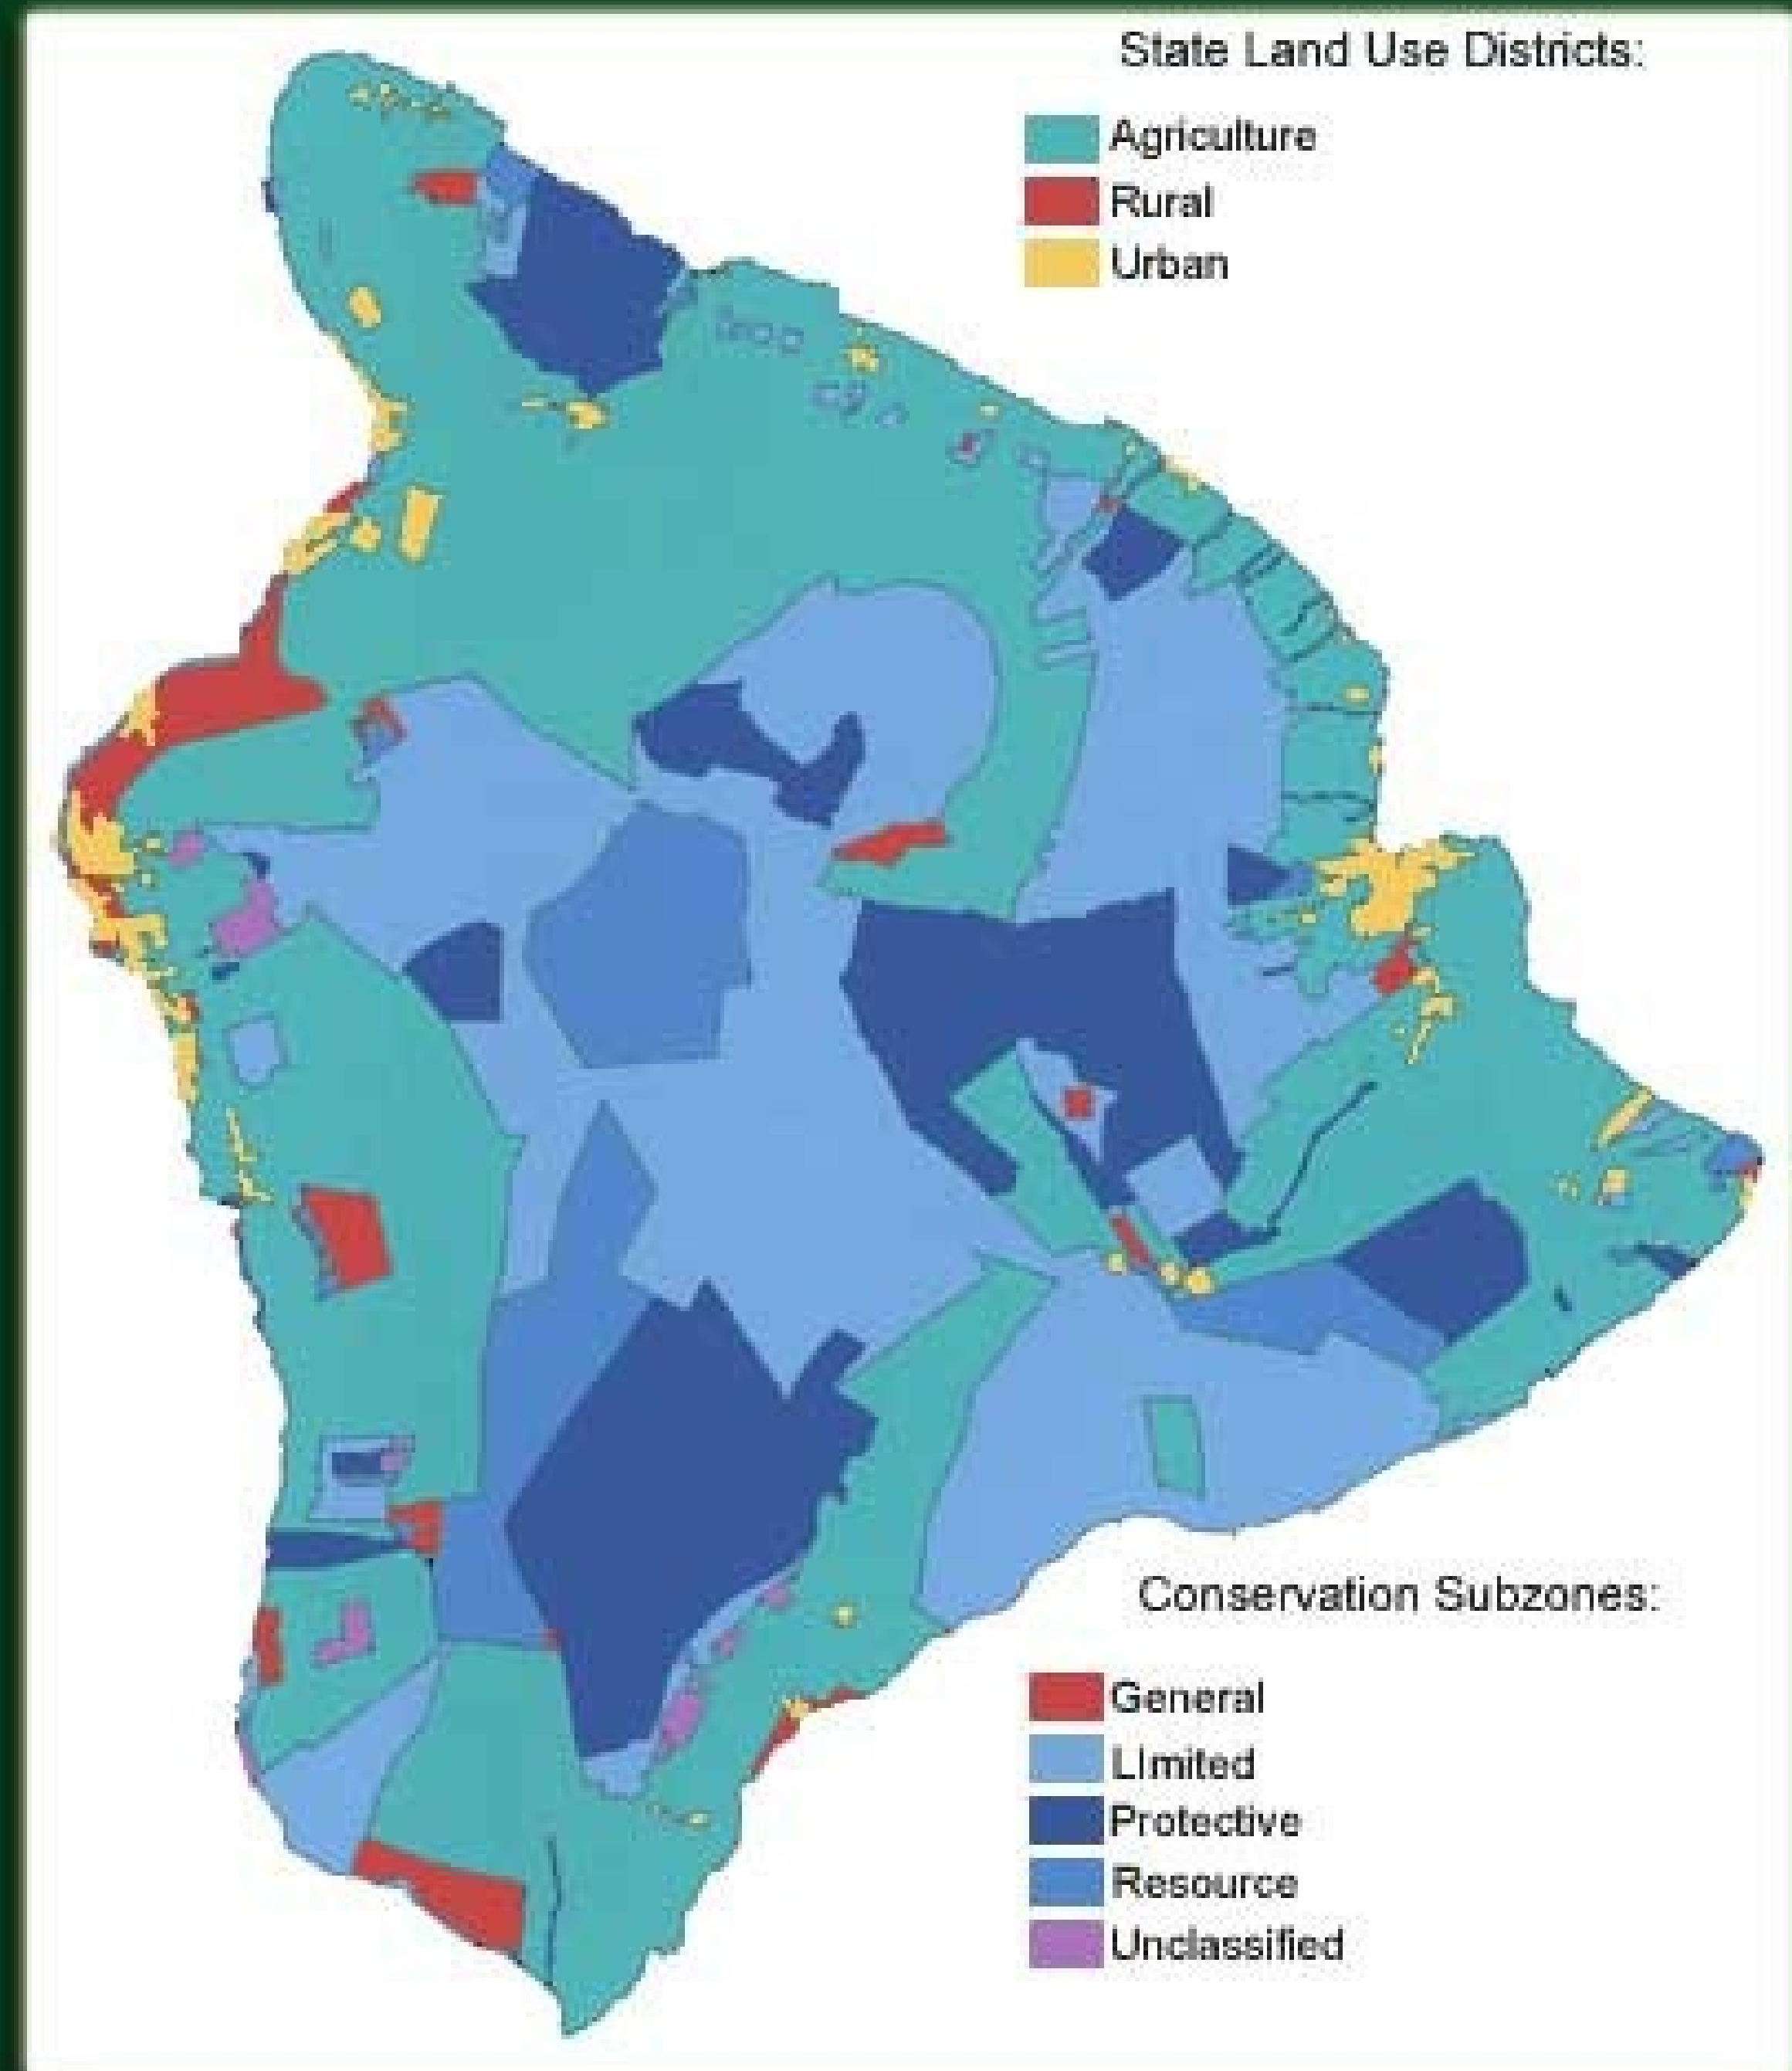 State Land Use Districts:
Agriculture
Rural
Urban
Conservation Subzones:
General
LImited
Protective
Resource
Unclassified